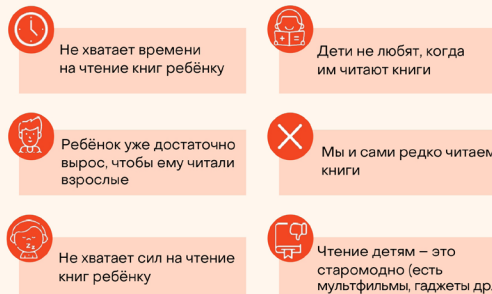 Не хватает времени
на чтение книг ребёнку
Дети не любят, когда
им читают книги
Ребёнок уже достаточно
вырос, чтобы ему читали
взрослые
Мы и сами редко читаем
книги
Не хватает сил на чтение
книг ребёнку
Чтение детям – это
старомодно (есть
мультфильмы, гаджеты др.